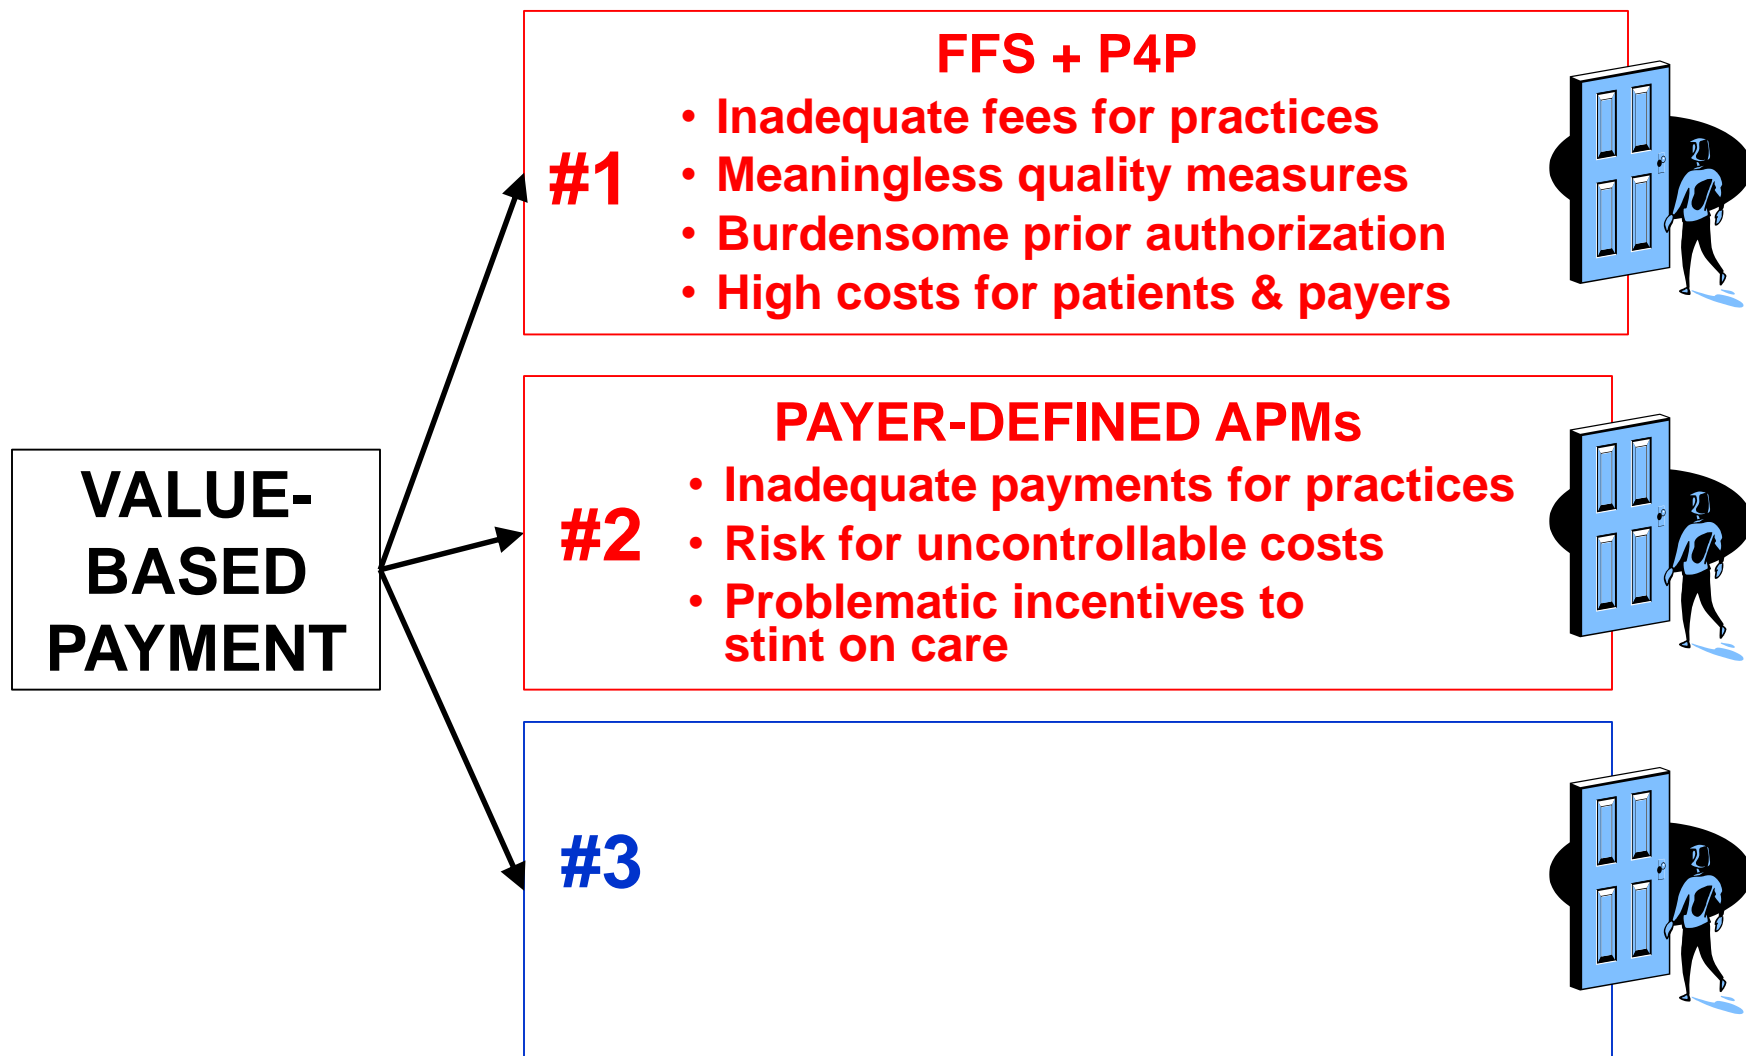 FFS + P4P
#1
• Inadequate fees for practices
• Meaningless quality measures
• Burdensome prior authorization
• High costs for patients & payers
PAYER-DEFINED APMs
#2
• Inadequate payments for practices
• Risk for uncontrollable costs
• Problematic incentives to
stint on care
VALUE-
BASED
PAYMENT
#3